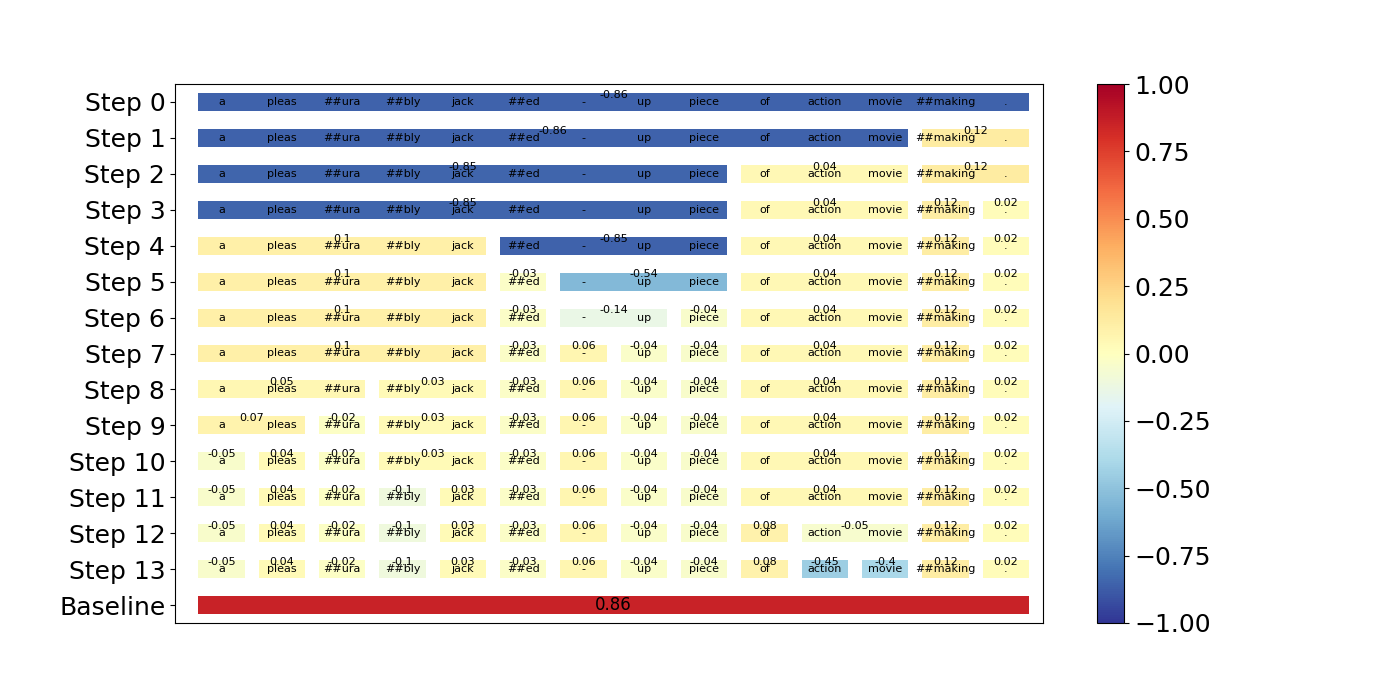 Step 0 a pleas ##ura ##bly jack ##ed - up piece of action movie ##making . -0.86
Step 1 a pleas ##ura ##bly jack ##ed - up piece of action movie ##making . -0.86 0.12
Step 2 a pleas ##ura ##bly jack ##ed - up piece of action movie ##making . -0.85 0.04 0.12
Step 3 a pleas ##ura ##bly jack ##ed - up piece of action movie ##making . -0.85 0.04 0.12 0.02
Step 4 a pleas ##ura ##bly jack ##ed - up piece of action movie ##making . 0.1 -0.85 0.04 0.12 0.02
Step 5 a pleas ##ura ##bly jack ##ed - up piece of action movie ##making . 0.1 -0.03 -0.54 0.04 0.12 0.02
Step 6 a pleas ##ura ##bly jack ##ed - up piece of action movie ##making . 0.1 -0.03 -0.14 -0.04 0.04 0.12 0.02
Step 7 a pleas ##ura ##bly jack ##ed - up piece of action movie ##making . 0.1 -0.03 0.06 -0.04 -0.04 0.04 0.12 0.02
Step 8 a pleas ##ura ##bly jack ##ed - up piece of action movie ##making . 0.05 0.03 -0.03 0.06 -0.04 -0.04 0.04 0.12 0.02
Step 9 a pleas ##ura ##bly jack ##ed - up piece of action movie ##making . 0.07 -0.02 0.03 -0.03 0.06 -0.04 -0.04 0.04 0.12 0.02
Step 10 a pleas ##ura ##bly jack ##ed - up piece of action movie ##making . -0.05 0.04 -0.02 0.03 -0.03 0.06 -0.04 -0.04 0.04 0.12 0.02
Step 11 a pleas ##ura ##bly jack ##ed - up piece of action movie ##making . -0.05 0.04 -0.02 -0.1 0.03 -0.03 0.06 -0.04 -0.04 0.04 0.12 0.02
Step 12 a pleas ##ura ##bly jack ##ed - up piece of action movie ##making . -0.05 0.04 -0.02 -0.1 0.03 -0.03 0.06 -0.04 -0.04 0.08 -0.05 0.12 0.02
Step 13 a pleas ##ura ##bly jack ##ed - up piece of action movie ##making . -0.05 0.04 -0.02 -0.1 0.03 -0.03 0.06 -0.04 -0.04 0.08 -0.45 -0.4 0.12 0.02
Baseline 0.86
1.00
0.75
0.50
0.25
0.00
−0.25
−0.50
−0.75
−1.00